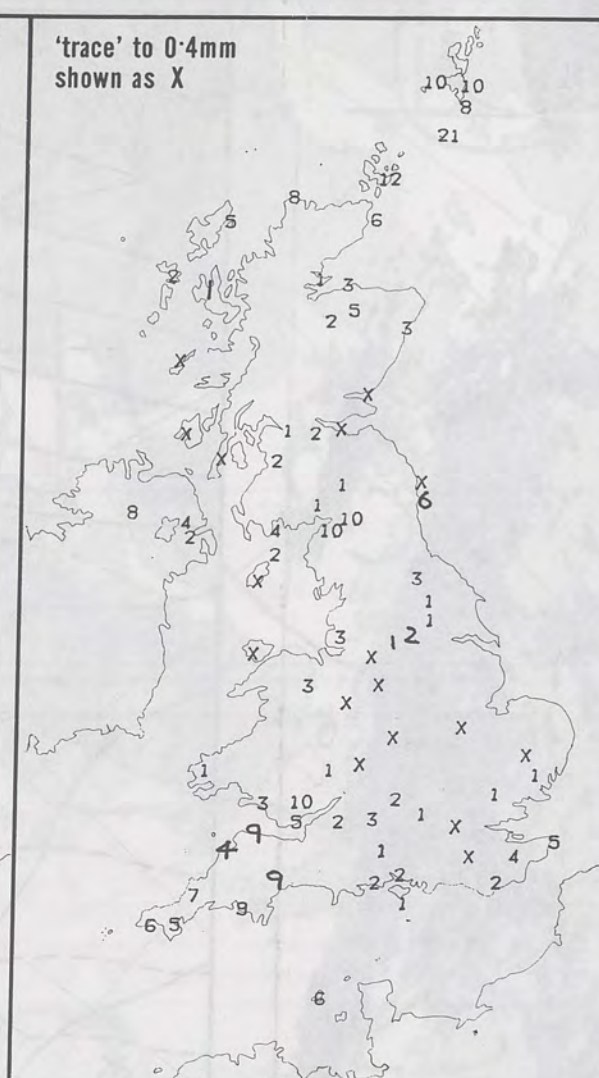 ‘trace’ to 0·4mm
shown as X
10 10
8
21
12
8
5 6
2 1 1 3
5
2 3
X
X
X 1 2 X
X 2
1 X
1 6
8 4 10
2 4 10
2
X 3
1
1
3 1 2
X X
3 X
X
X X
X
1 1 X 1
3 10 2 1
5 2 3 1 X
9 5
4 1 X 4
9 2 2 2
7 9 1
6 5
6